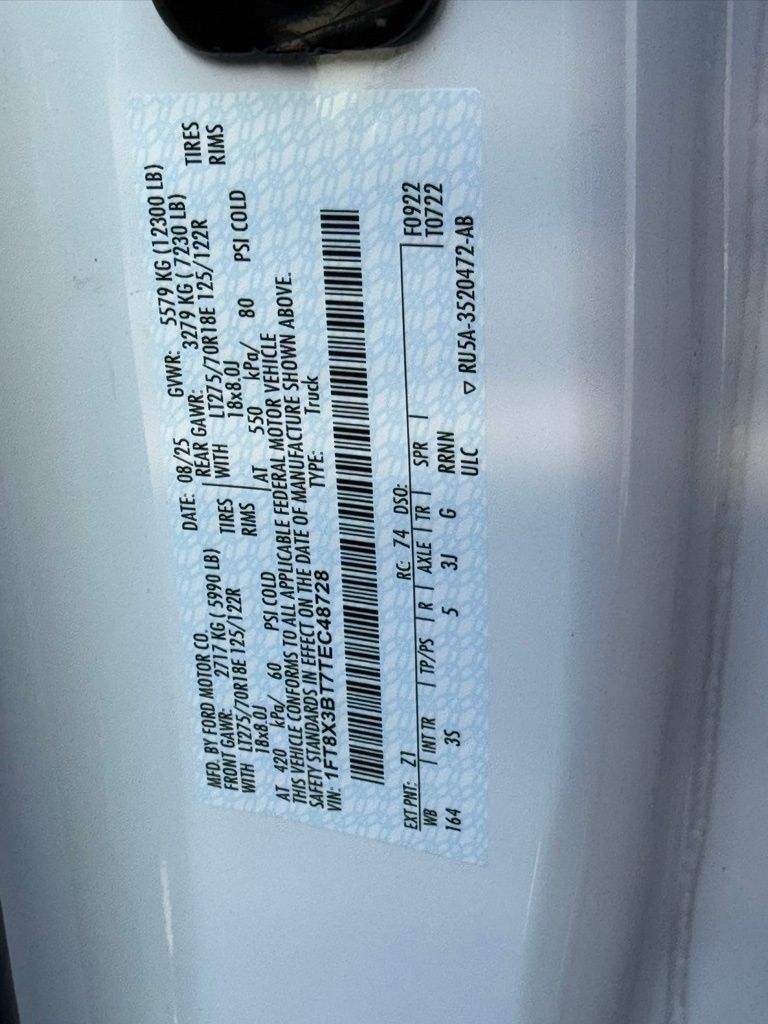 MFD. BY FORD MOTOR CO.
DATE: 08/25 GVWR: 5579 KG (12300 LB)
FRONT GAWR: 2717 KG ( 5990 LB)
REAR GAWR: 3279 KG ( 7230 LB)
WITH LT275/70R18E 125/122R TIRES
WITH LT275/70R18E 125/122R TIRES
18x8.0J RIMS
18x8.0J RIMS
AT 420 kPa/ 60 PSI COLD
AT 550 kPa/ 80 PSI COLD
THIS VEHICLE CONFORMS TO ALL APPLICABLE FEDERAL MOTOR VEHICLE
SAFETY STANDARDS IN EFFECT ON THE DATE OF MANUFACTURE SHOWN ABOVE.
VIN: 1FT8X3BT7TEC48728 TYPE: Truck
F0922
T0722
EXT PNT: Z1 RC: 74 DSO:
WB INT TR TP/PS R AXLE TR SPR
164 3S 5 3J G RRNN
ULC ▽ RU5A-3520472-AB